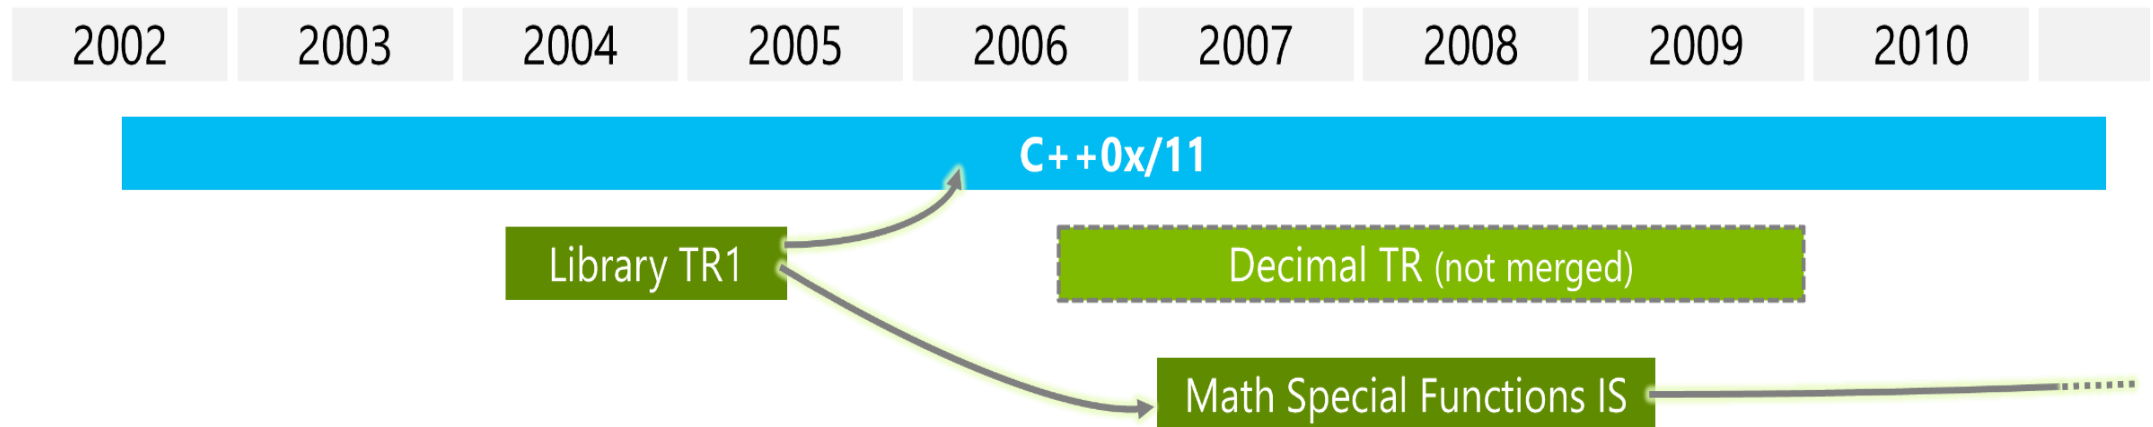 2002 2003 2004 2005 2006 2007 2008 2009 2010
C++0x/11
Library TR1
Decimal TR (not merged)
Math Special Functions IS